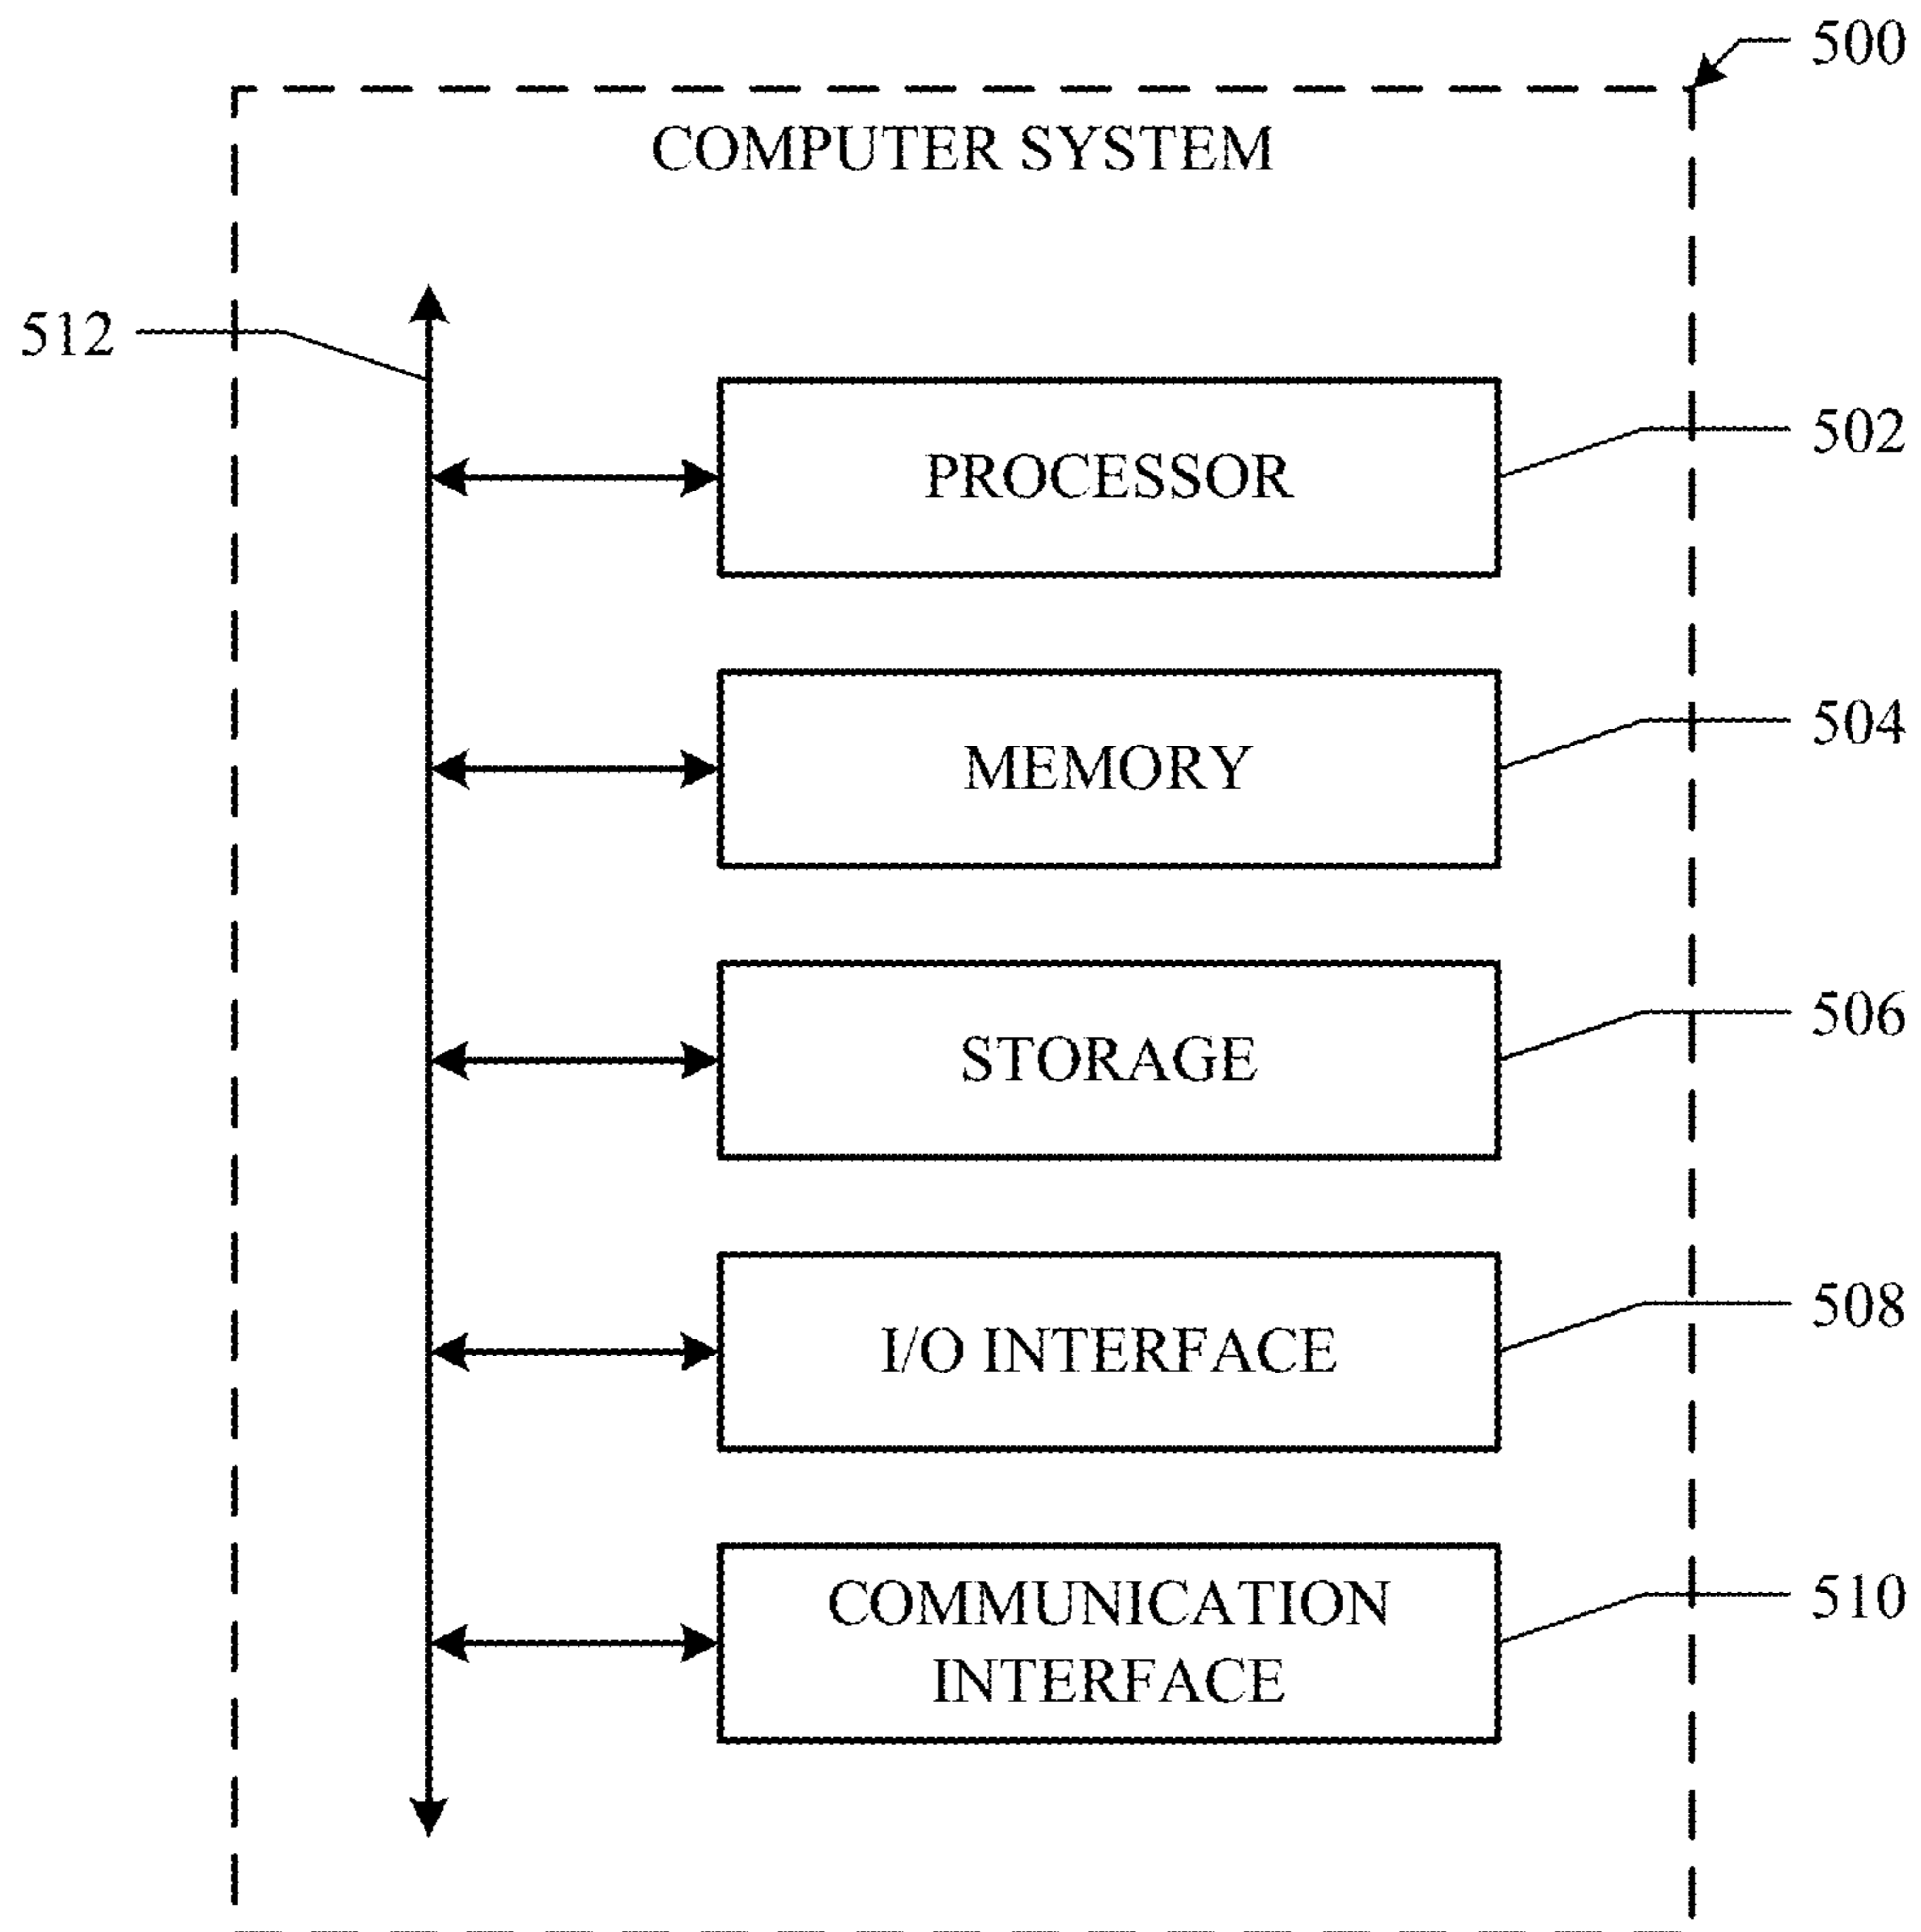 500
COMPUTER SYSTEM
512
PROCESSOR
502
MEMORY
504
STORAGE
506
I/O INTERFACE
508
COMMUNICATION
INTERFACE
510